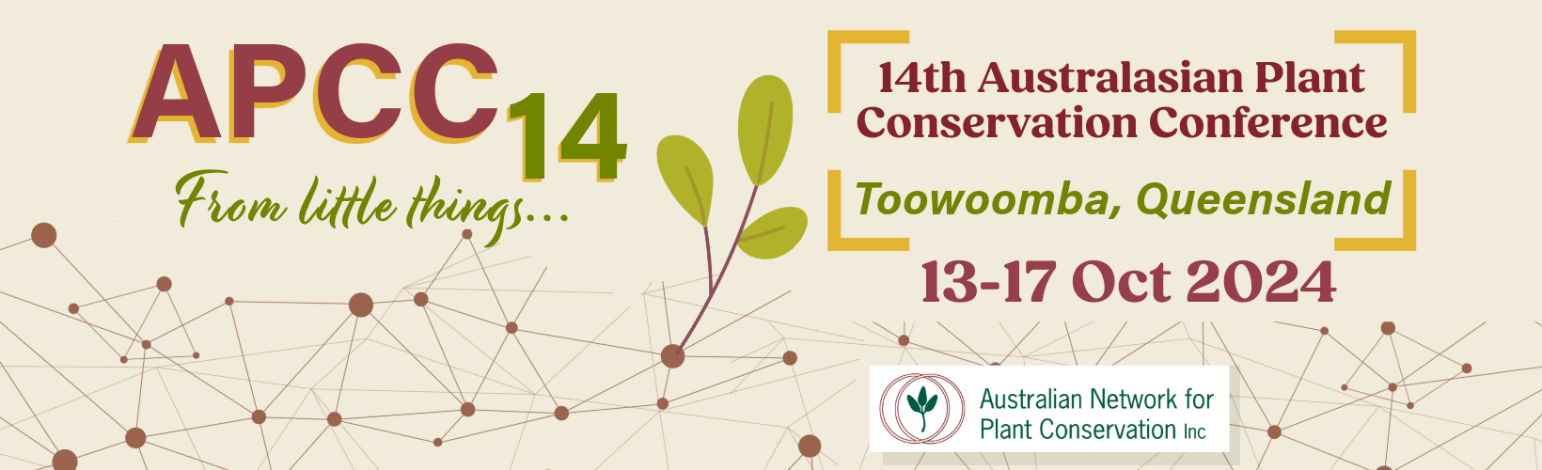 APCC14
From little things...
14th Australasian Plant
Conservation Conference
Toowoomba, Queensland
13-17 Oct 2024
Australian Network for
Plant Conservation Inc